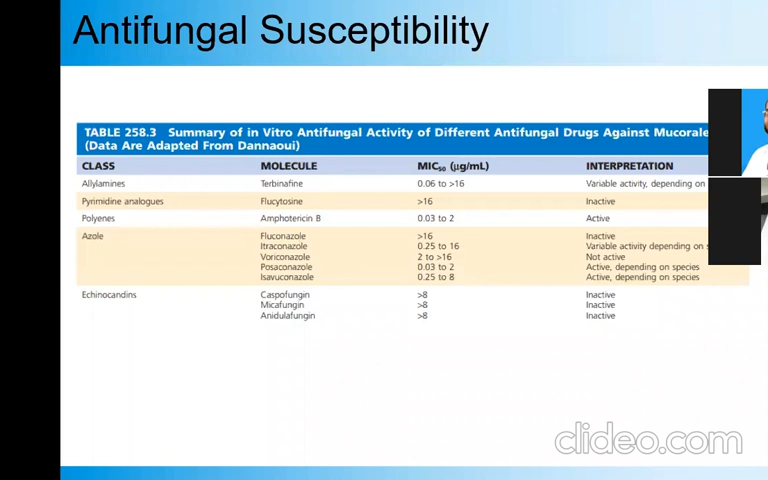 Antifungal Susceptibility
TABLE 258.3 Summary of in Vitro Antifungal Activity of Different Antifungal Drugs Against Mucorale
(Data Are Adapted From Dannaoui)
CLASS MOLECULE MIC₅₀ (µg/mL) INTERPRETATION
Allylamines Terbinafine 0.06 to >16 Variable activity, depending on
Pyrimidine analogues Flucytosine >16 Inactive
Polyenes Amphotericin B 0.03 to 2 Active
Azole Fluconazole >16 Inactive
Itraconazole 0.25 to 16 Variable activity depending on s
Voriconazole 2 to >16 Not active
Posaconazole 0.03 to 2 Active, depending on species
Isavuconazole 0.25 to 8 Active, depending on species
Echinocandins Caspofungin >8 Inactive
Micafungin >8 Inactive
Anidulafungin >8 Inactive
clideo.com